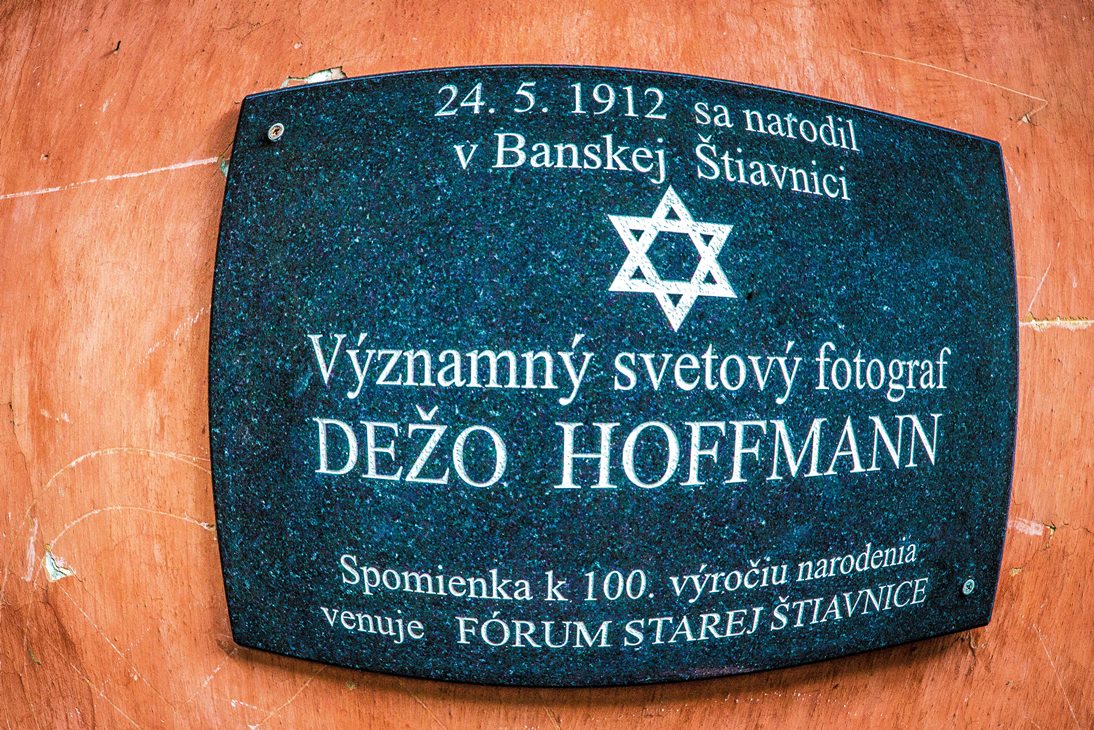 24. 5. 1912 sa narodil
v Banskej Štiavnici
Významný svetový fotograf
DEŽO HOFFMANN
Spomienka k 100. výročiu narodenia
venuje FÓRUM STAREJ ŠTIAVNICE